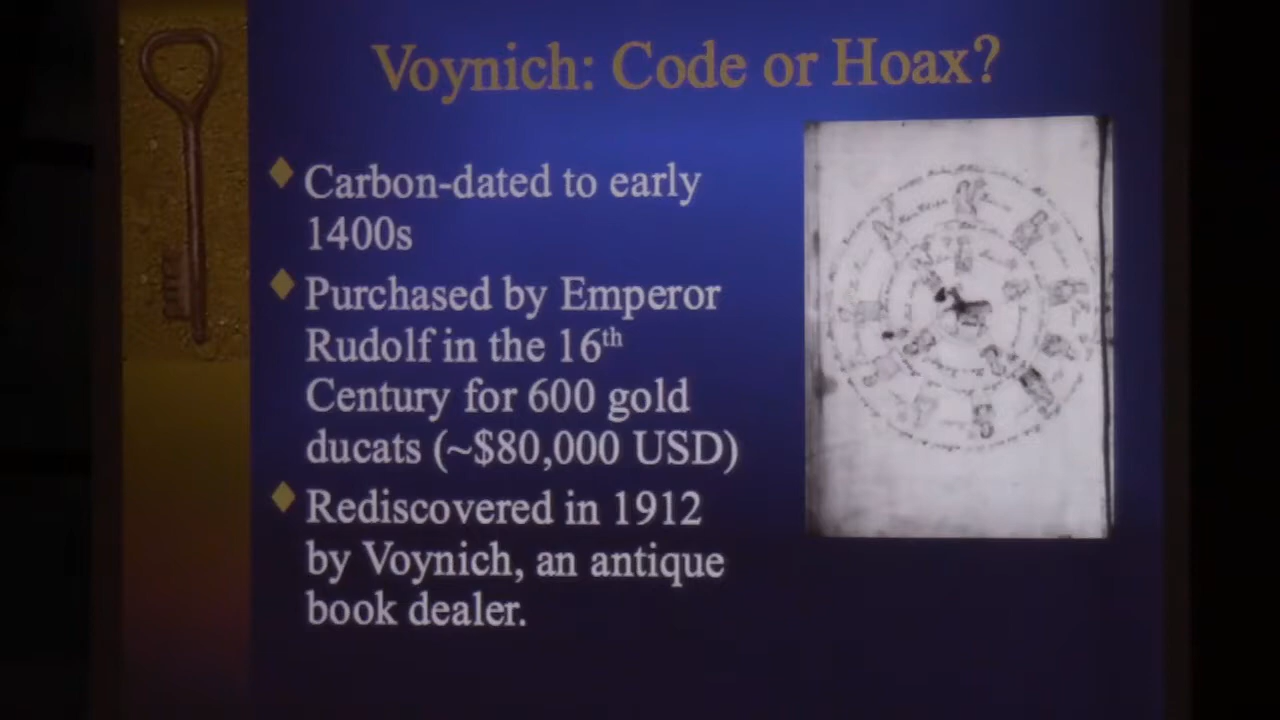 Voynich: Code or Hoax?
Carbon-dated to early
1400s
Purchased by Emperor
Rudolf in the 16th
Century for 600 gold
ducats (~$80,000 USD)
Rediscovered in 1912
by Voynich, an antique
book dealer.